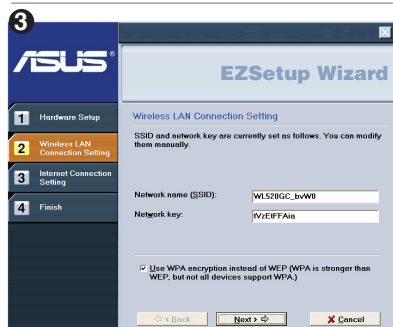 3
ASUS®
EZSetup Wizard
1 Hardware Setup
2 Wireless LAN
Connection Setting
3 Internet Connection
Setting
4 Finish
Wireless LAN Connection Setting
SSID and network key are currently set as follows. You can modify
them manually.
Network name (SSID): WL520GC_bvW0
Network key: tVzEtFFAia
Use WPA encryption instead of WEP (WPA is stronger than
WEP, but not all devices support WPA.)
< Back
Next >
Cancel